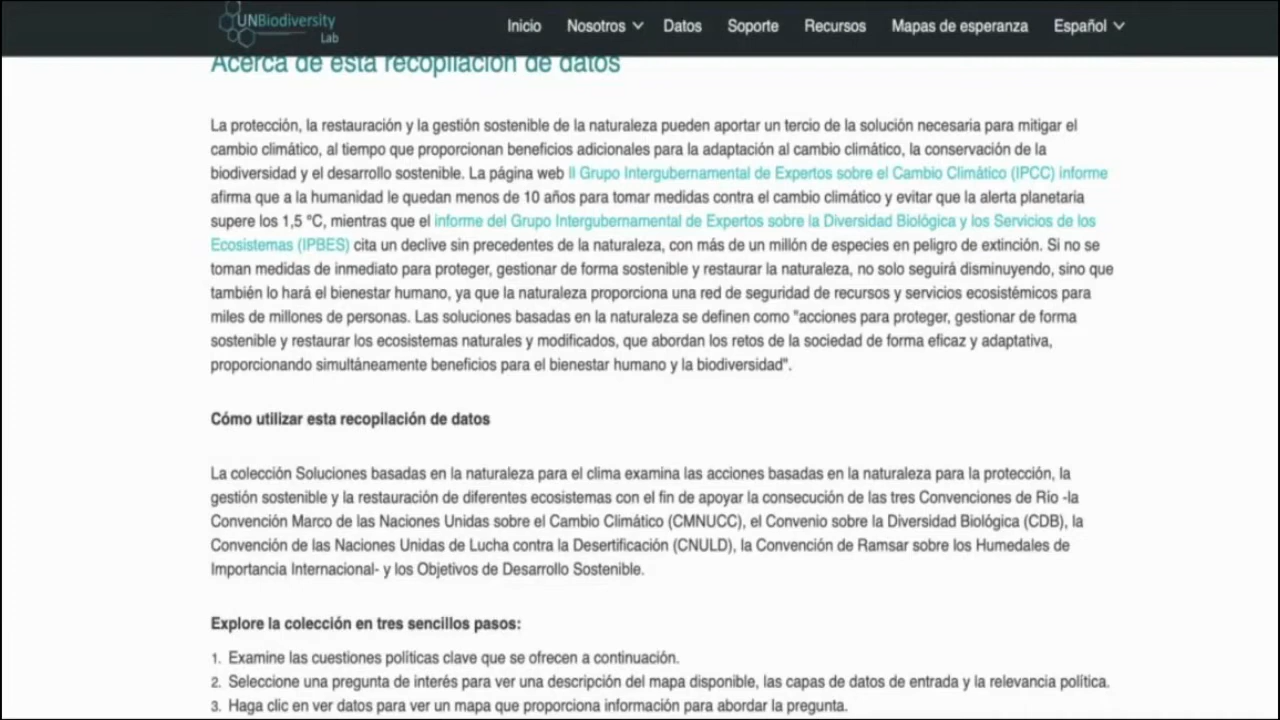 UNBiodiversity
Lab
Inicio Nosotros Datos Soporte Recursos Mapas de esperanza Español
Acerca de esta recopilación de datos
La protección, la restauración y la gestión sostenible de la naturaleza pueden aportar un tercio de la solución necesaria para mitigar el
cambio climático, al tiempo que proporcionan beneficios adicionales para la adaptación al cambio climático, la conservación de la
biodiversidad y el desarrollo sostenible. La página web Il Grupo Intergubernamental de Expertos sobre el Cambio Climático (IPCC) informe
afirma que a la humanidad le quedan menos de 10 años para tomar medidas contra el cambio climático y evitar que la alerta planetaria
supere los 1,5 °C, mientras que el informe del Grupo Intergubernamental de Expertos sobre la Diversidad Biológica y los Servicios de los
Ecosistemas (IPBES) cita un declive sin precedentes de la naturaleza, con más de un millón de especies en peligro de extinción. Si no se
toman medidas de inmediato para proteger, gestionar de forma sostenible y restaurar la naturaleza, no solo seguirá disminuyendo, sino que
también lo hará el bienestar humano, ya que la naturaleza proporciona una red de seguridad de recursos y servicios ecosistémicos para
miles de millones de personas. Las soluciones basadas en la naturaleza se definen como "acciones para proteger, gestionar de forma
sostenible y restaurar los ecosistemas naturales y modificados, que abordan los retos de la sociedad de forma eficaz y adaptativa,
proporcionando simultáneamente beneficios para el bienestar humano y la biodiversidad".
Cómo utilizar esta recopilación de datos
La colección Soluciones basadas en la naturaleza para el clima examina las acciones basadas en la naturaleza para la protección, la
gestión sostenible y la restauración de diferentes ecosistemas con el fin de apoyar la consecución de las tres Convenciones de Río -la
Convención Marco de las Naciones Unidas sobre el Cambio Climático (CMNUCC), el Convenio sobre la Diversidad Biológica (CDB), la
Convención de las Naciones Unidas de Lucha contra la Desertificación (CNULD), la Convención de Ramsar sobre los Humedales de
Importancia Internacional- y los Objetivos de Desarrollo Sostenible.
Explore la colección en tres sencillos pasos:
1. Examine las cuestiones políticas clave que se ofrecen a continuación.
2. Seleccione una pregunta de interés para ver una descripción del mapa disponible, las capas de datos de entrada y la relevancia política.
3. Haga clic en ver datos para ver un mapa que proporciona información para abordar la pregunta.